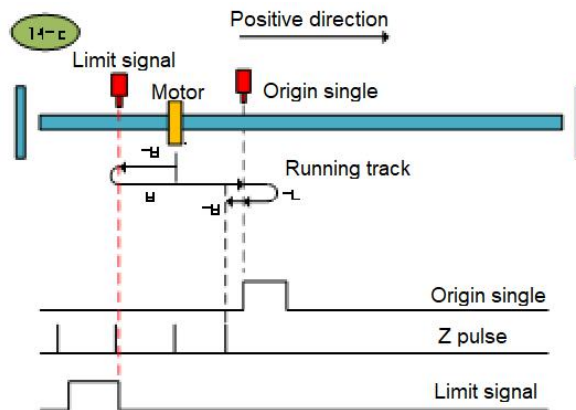 Positive direction
Limit signal
Motor
Origin single
Running track
Origin single
Z pulse
Limit signal